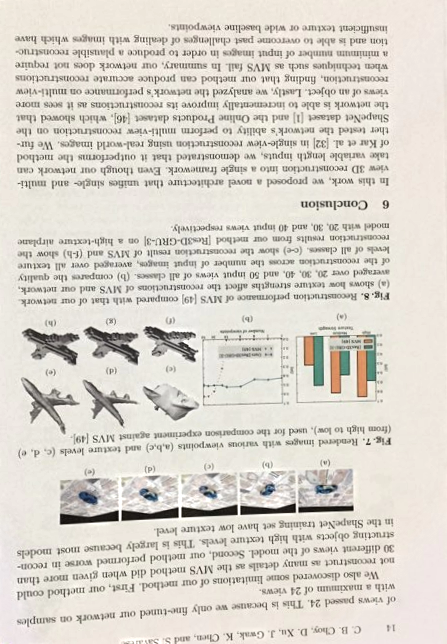 14 C. B. Choy, D. Xu, J. Gwak, K. Chen, and S. Savarese
of views passed 24. This is because we only fine-tuned our network on samples
with a maximum of 24 views.
We also discovered some limitations of our method. First, our method could
not reconstruct as many details as the MVS method did when given more than
30 different views of the model. Second, our method performed worse in recon-
structing objects with high texture levels. This is largely because most models
in the ShapeNet training set have low texture level.
(a) (b) (c) (d) (e)
Fig. 7. Rendered images with various viewpoints (a,b,c) and texture levels (c, d, e)
(from high to low), used for the comparison experiment against MVS [49].
(c) (d) (e)
(a) (b) (f) (g) (h)
Fig. 8. Reconstruction performance of MVS [49] compared with that of our network.
(a) shows how texture strengths affect the reconstructions of MVS and our network,
averaged over 20, 30, 40, and 50 input views of all classes. (b) compares the quality
of the reconstruction across the number of input images, averaged over all texture
levels of all classes. (c-e) show the reconstruction result of MVS and (f-h) show the
reconstruction results from our method [Res3D-GRU-3] on a high-texture airplane
model with 20, 30, and 40 input views respectively.
6 Conclusion
In this work, we proposed a novel architecture that unifies single- and multi-
view 3D reconstruction into a single framework. Even though our network can
take variable length inputs, we demonstrated that it outperforms the method
of Kar et al. [32] in single-view reconstruction using real-world images. We fur-
ther tested the network's ability to perform multi-view reconstruction on the
ShapeNet dataset [1] and the Online Products dataset [46], which showed that
the network is able to incrementally improve its reconstructions as it sees more
views of an object. Lastly, we analyzed the network's performance on multi-view
reconstruction, finding that our method can produce accurate reconstructions
when techniques such as MVS fail. In summary, our network does not require
a minimum number of input images in order to produce a plausible reconstruc-
tion and is able to overcome past challenges of dealing with images which have
insufficient texture or wide baseline viewpoints.